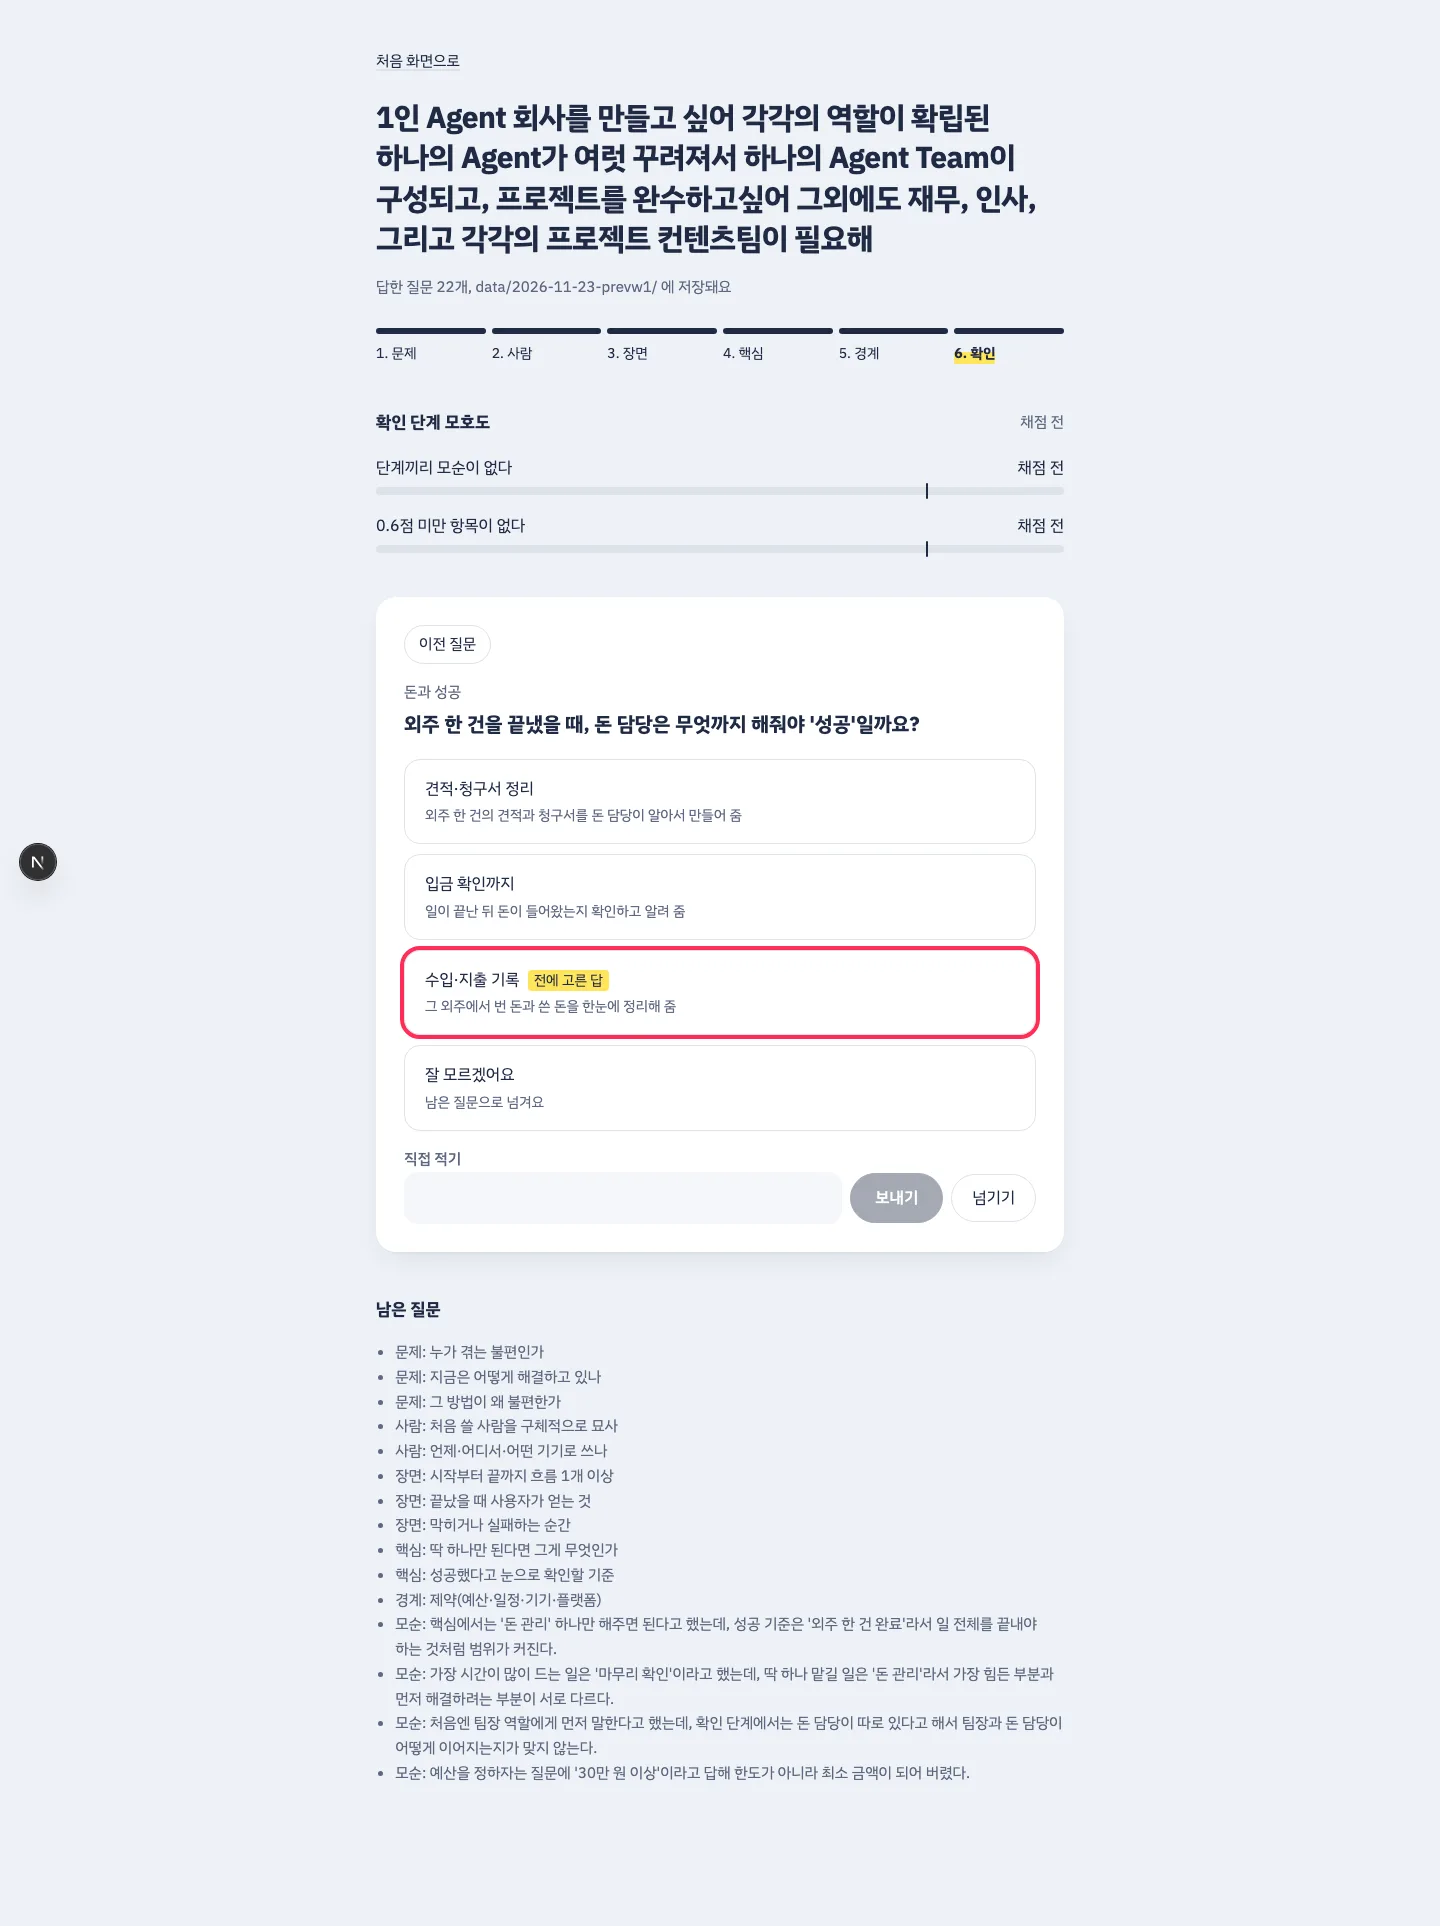 처음 화면으로
1인 Agent 회사를 만들고 싶어 각각의 역할이 확립된
하나의 Agent가 여럿 꾸려져서 하나의 Agent Team이
구성되고, 프로젝트를 완수하고싶어 그외에도 재무, 인사,
그리고 각각의 프로젝트 컨텐츠팀이 필요해
답한 질문 22개, data/2026-11-23-prevw1/ 에 저장돼요
1. 문제
2. 사람
3. 장면
4. 핵심
5. 경계
6. 확인
확인 단계 모호도
채점 전
단계끼리 모순이 없다
채점 전
0.6점 미만 항목이 없다
채점 전
이전 질문
돈과 성공
외주 한 건을 끝냈을 때, 돈 담당은 무엇까지 해줘야 '성공'일까요?
견적·청구서 정리
외주 한 건의 견적과 청구서를 돈 담당이 알아서 만들어 줌
입금 확인까지
일이 끝난 뒤 돈이 들어왔는지 확인하고 알려 줌
수입·지출 기록 전에 고른 답
그 외주에서 번 돈과 쓴 돈을 한눈에 정리해 줌
잘 모르겠어요
남은 질문으로 넘겨요
직접 적기
보내기
넘기기
N
남은 질문
• 문제: 누가 겪는 불편인가
• 문제: 지금은 어떻게 해결하고 있나
• 문제: 그 방법이 왜 불편한가
• 사람: 처음 쓸 사람을 구체적으로 묘사
• 사람: 언제·어디서·어떤 기기로 쓰나
• 장면: 시작부터 끝까지 흐름 1개 이상
• 장면: 끝났을 때 사용자가 얻는 것
• 장면: 막히거나 실패하는 순간
• 핵심: 딱 하나만 된다면 그게 무엇인가
• 핵심: 성공했다고 눈으로 확인할 기준
• 경계: 제약(예산·일정·기기·플랫폼)
• 모순: 핵심에서는 '돈 관리' 하나만 해주면 된다고 했는데, 성공 기준은 '외주 한 건 완료'라서 일 전체를 끝내야
하는 것처럼 범위가 커진다.
• 모순: 가장 시간이 많이 드는 일은 '마무리 확인'이라고 했는데, 딱 하나 맡길 일은 '돈 관리'라서 가장 힘든 부분과
먼저 해결하려는 부분이 서로 다르다.
• 모순: 처음엔 팀장 역할에게 먼저 말한다고 했는데, 확인 단계에서는 돈 담당이 따로 있다고 해서 팀장과 돈 담당이
어떻게 이어지는지가 맞지 않는다.
• 모순: 예산을 정하자는 질문에 '30만 원 이상'이라고 답해 한도가 아니라 최소 금액이 되어 버렸다.